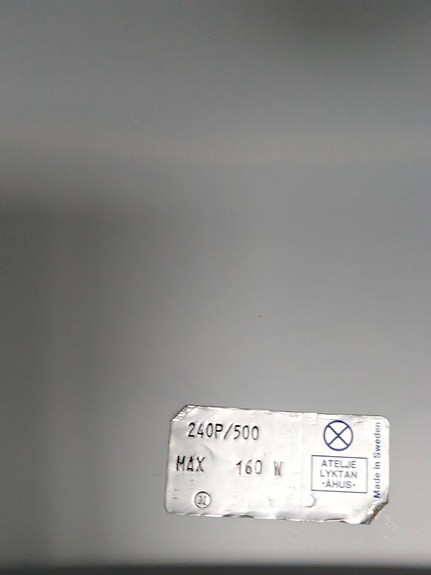 240P/500
MAX 160 W
ATELJE
LYKTAN
·ÅHUS·
Made in Sweden